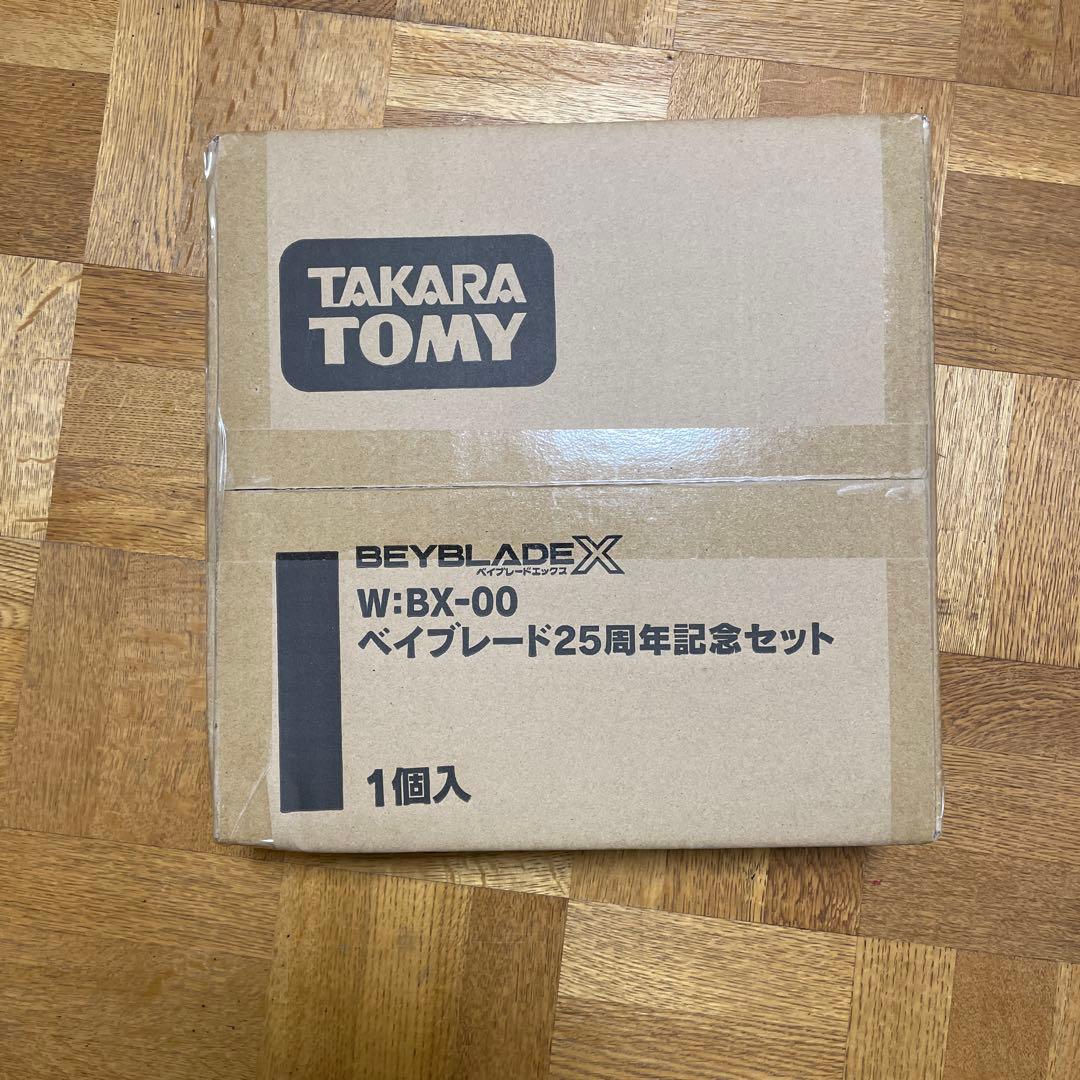 TAKARA
TOMY
BEYBLADE X
ベイブレードエックス
W:BX-00
ベイブレード25周年記念セット
1個入